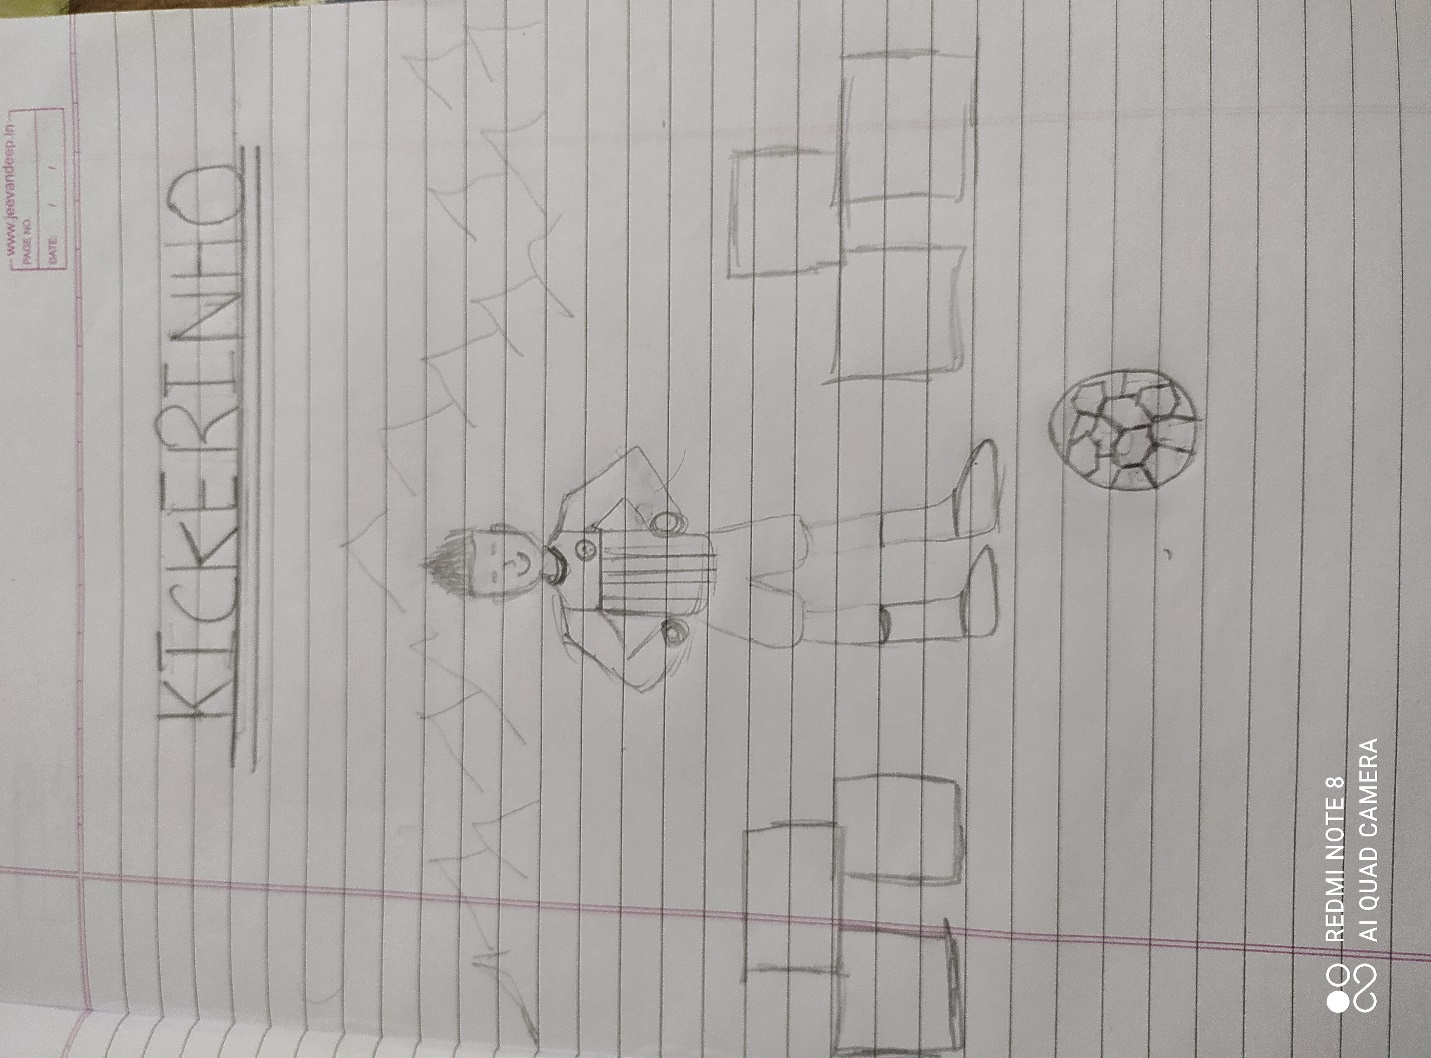 www.jeevandeep.in
PAGE NO.
DATE: / /
KICKERINHO
REDMI NOTE 8
AI QUAD CAMERA